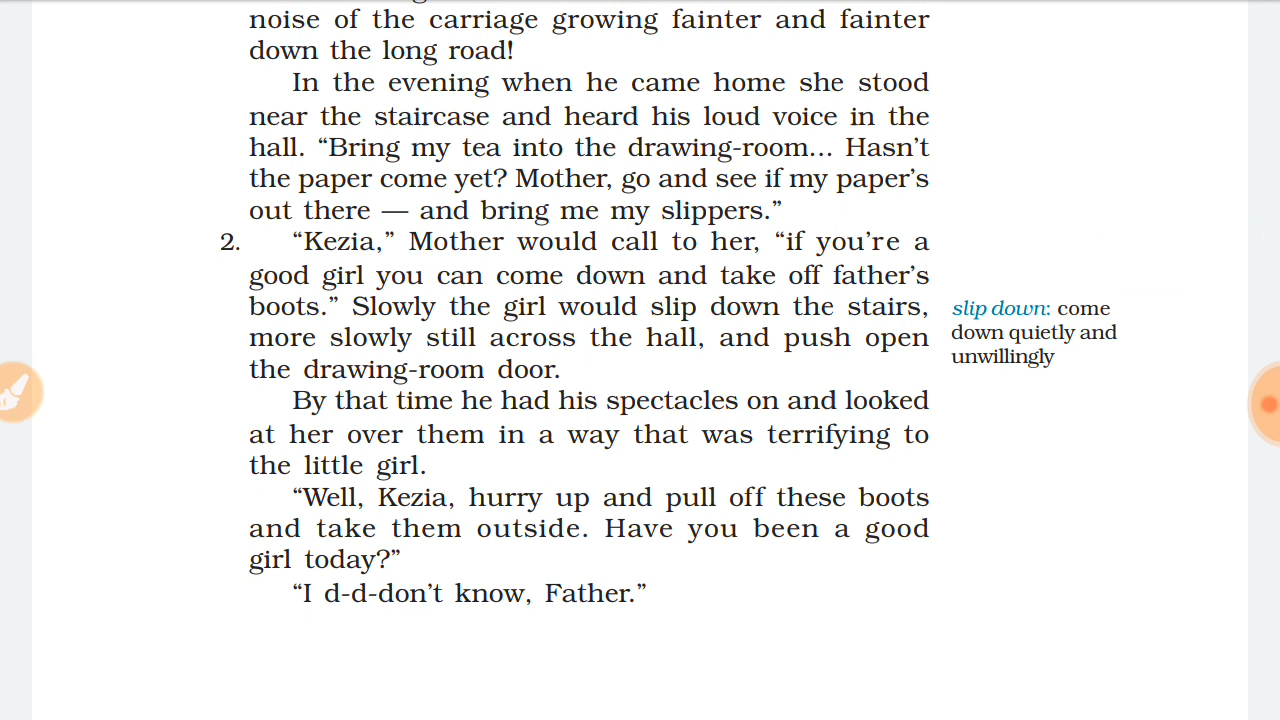 noise of the carriage growing fainter and fainter
down the long road!
In the evening when he came home she stood
near the staircase and heard his loud voice in the
hall. “Bring my tea into the drawing-room... Hasn’t
the paper come yet? Mother, go and see if my paper’s
out there — and bring me my slippers.”
2. “Kezia,” Mother would call to her, “if you’re a
good girl you can come down and take off father’s
boots.” Slowly the girl would slip down the stairs,
more slowly still across the hall, and push open
the drawing-room door.
By that time he had his spectacles on and looked
at her over them in a way that was terrifying to
the little girl.
“Well, Kezia, hurry up and pull off these boots
and take them outside. Have you been a good
girl today?”
“I d-d-don’t know, Father.”
slip down: come
down quietly and
unwillingly